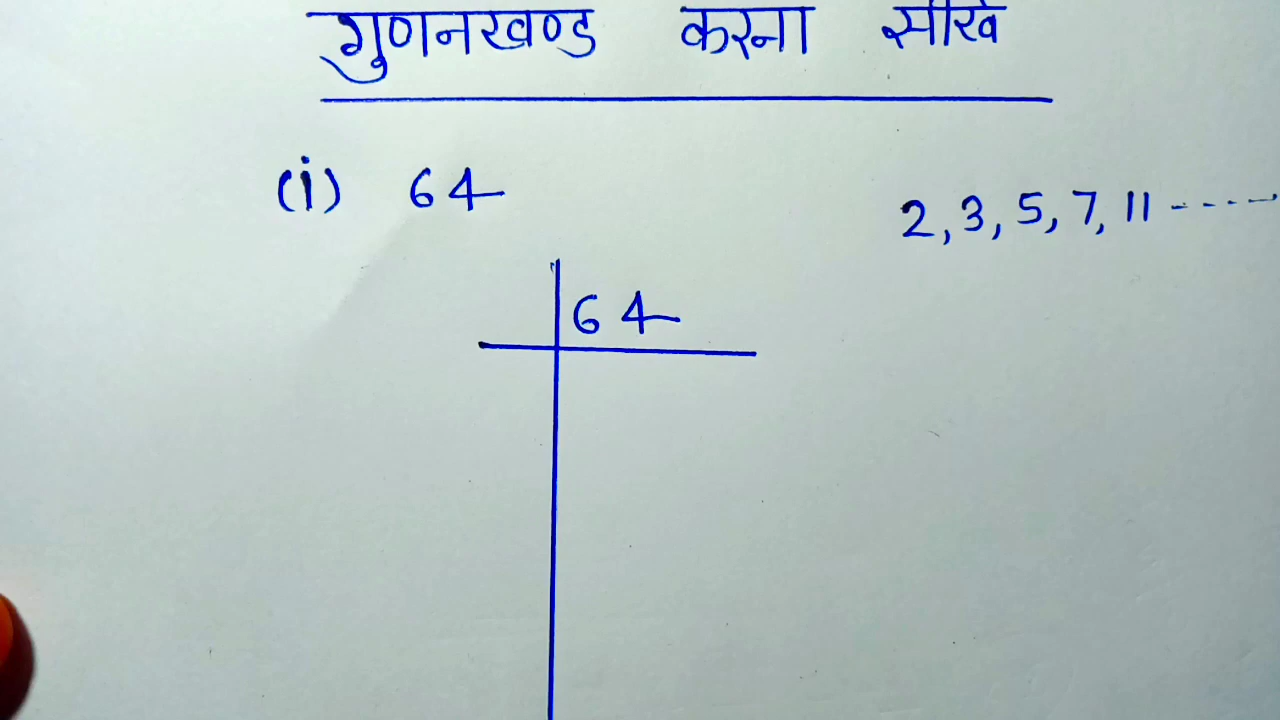 गुणनखण्ड करना सीखे
(i) 64
2, 3, 5, 7, 11 -----
64